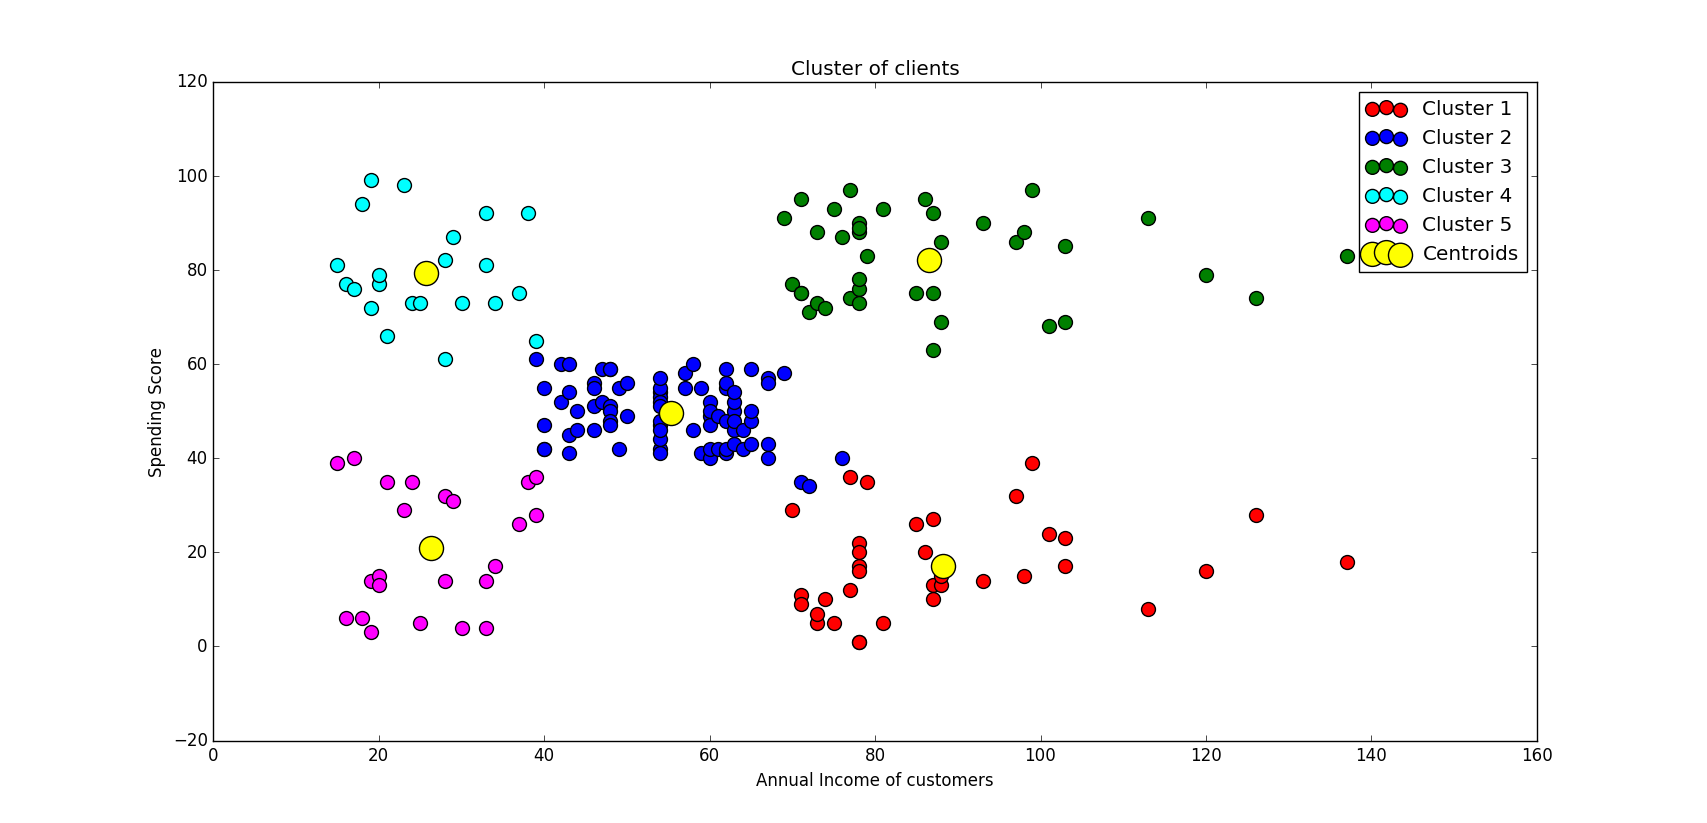 Cluster of clients
120
100
80
60
40
20
0
−20
Spending Score
0 20 40 60 80 100 120 140 160
Annual Income of customers
Cluster 1
Cluster 2
Cluster 3
Cluster 4
Cluster 5
Centroids